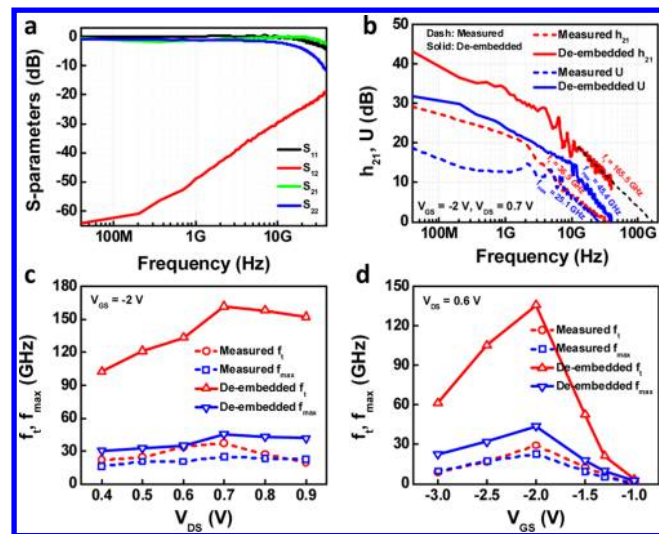 a
0
-10
-20
-30
-40
-50
-60
S-parameters (dB)
S11
S12
S21
S22
100M 1G 10G
Frequency (Hz)
b
50
40
30
20
10
0
h21, U (dB)
Dash: Measured
Solid: De-embedded
Measured h21
De-embedded h21
Measured U
De-embedded U
VGS = -2 V, VDS = 0.7 V
ft = 165.5 GHz
fmax = 45.4 GHz
fmax = 25.1 GHz
100M 1G 10G 100G
Frequency (Hz)
c
180
150
120
90
60
30
0
ft, fmax (GHz)
VGS = -2 V
Measured ft
Measured fmax
De-embedded ft
De-embedded fmax
0.4 0.5 0.6 0.7 0.8 0.9
VDS (V)
d
150
120
90
60
30
0
ft, fmax (GHz)
VDS = 0.6 V
Measured ft
Measured fmax
De-embedded ft
De-embedded fmax
-3.0 -2.5 -2.0 -1.5 -1.0
VGS (V)